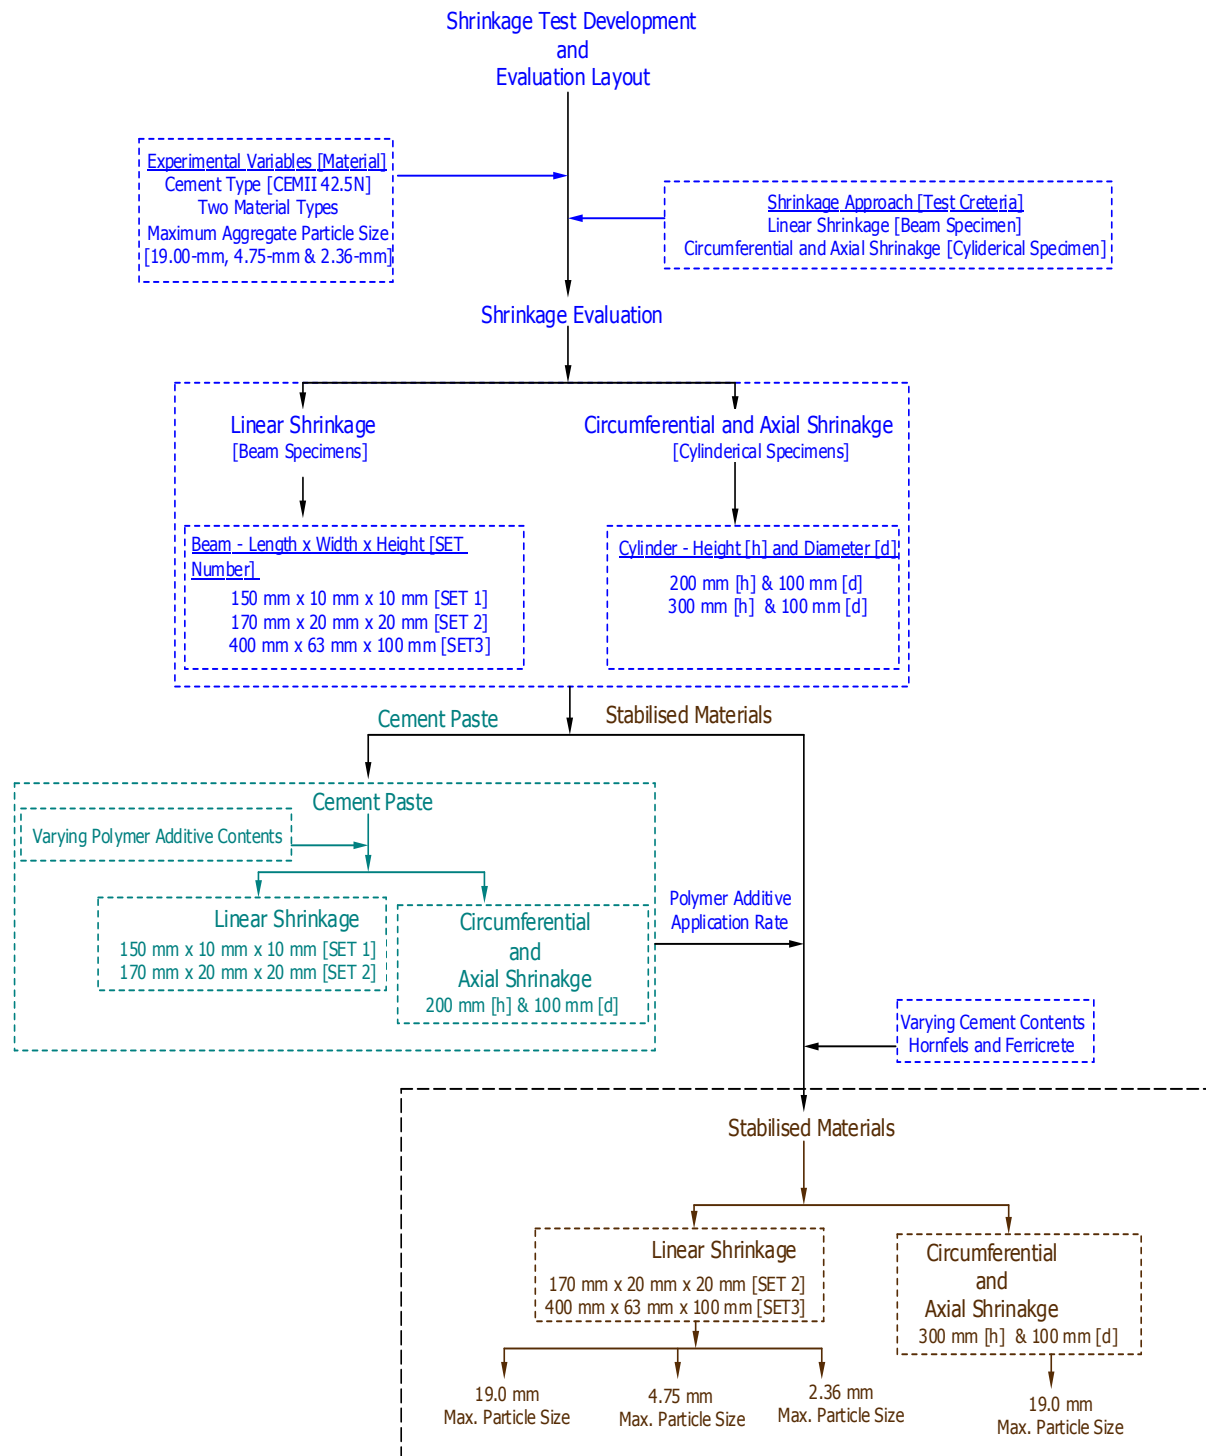 Shrinkage Test Development
and
Evaluation Layout
Experimental Variables [Material]
Cement Type [CEMII 42.5N]
Two Material Types
Maximum Aggregate Particle Size
[19.00-mm, 4.75-mm & 2.36-mm]
Shrinkage Approach [Test Creteria]
Linear Shrinkage [Beam Specimen]
Circumferential and Axial Shrinakge [Cyliderical Specimen]
Shrinkage Evaluation
Linear Shrinkage
[Beam Specimens]
Circumferential and Axial Shrinakge
[Cylinderical Specimens]
Beam - Length x Width x Height [SET
Number]
150 mm x 10 mm x 10 mm [SET 1]
170 mm x 20 mm x 20 mm [SET 2]
400 mm x 63 mm x 100 mm [SET3]
Cylinder - Height [h] and Diameter [d]
200 mm [h] & 100 mm [d]
300 mm [h] & 100 mm [d]
Cement Paste
Stabilised Materials
Cement Paste
Varying Polymer Additive Contents
Linear Shrinkage
150 mm x 10 mm x 10 mm [SET 1]
170 mm x 20 mm x 20 mm [SET 2]
Circumferential
and
Axial Shrinakge
200 mm [h] & 100 mm [d]
Polymer Additive
Application Rate
Varying Cement Contents
Hornfels and Ferricrete
Stabilised Materials
Linear Shrinkage
170 mm x 20 mm x 20 mm [SET 2]
400 mm x 63 mm x 100 mm [SET3]
Circumferential
and
Axial Shrinakge
300 mm [h] & 100 mm [d]
19.0 mm
Max. Particle Size
4.75 mm
Max. Particle Size
2.36 mm
Max. Particle Size
19.0 mm
Max. Particle Size